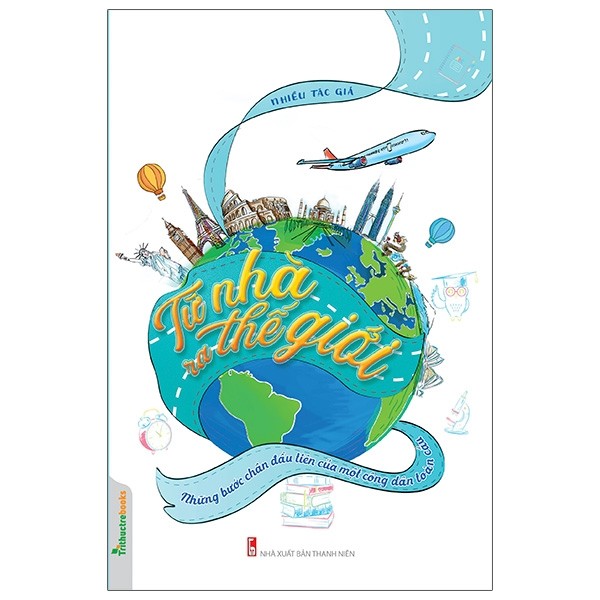 NHIỀU TÁC GIẢ
Từ nhà
ra thế giới
Những bước chân đầu tiên của một công dân toàn cầu
Trithuctrebooks
NHÀ XUẤT BẢN THANH NIÊN